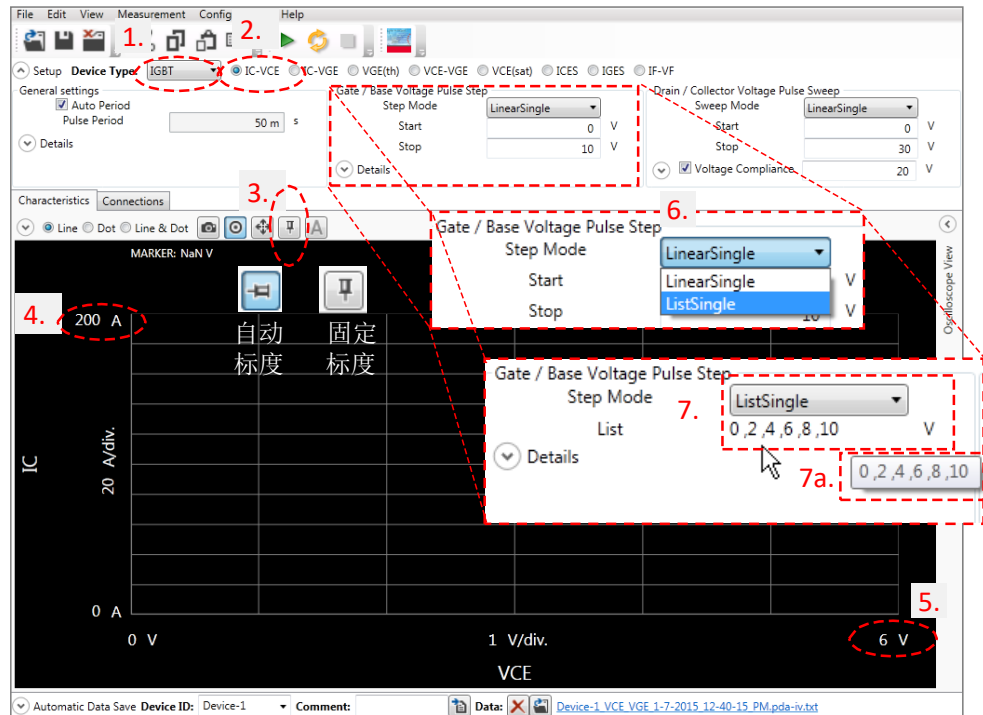 File Edit View Measurement Config Help
1.
2.
Setup Device Type: IGBT IC-VCE IC-VGE VGE(th) VCE-VGE VCE(sat) ICES IGES IF-VF
General settings
Auto Period
Pulse Period 50 m s
Details
Gate / Base Voltage Pulse Step
Step Mode LinearSingle
Start 0 V
Stop 10 V
Details
Drain / Collector Voltage Pulse Sweep
Sweep Mode LinearSingle
Start 0 V
Stop 30 V
Voltage Compliance 20 V
Characteristics Connections
3.
Line Dot Line & Dot A
MARKER: NaN V
Oscilloscope View
6.
Gate / Base Voltage Pulse Step
Step Mode LinearSingle
LinearSingle
ListSingle
Start V
Stop 10 V
自动
标度
固定
标度
4.
200 A
Gate / Base Voltage Pulse Step
Step Mode ListSingle
7.
List 0 ,2 ,4 ,6 ,8 ,10 V
Details
7a.
0 ,2 ,4 ,6 ,8 ,10
IC
20 A/div.
0 A
5.
0 V 1 V/div. 6 V
VCE
Automatic Data Save Device ID: Device-1 Comment: Data: Device-1_VCE_VGE_1-7-2015_12-40-15_PM.pda-iv.txt